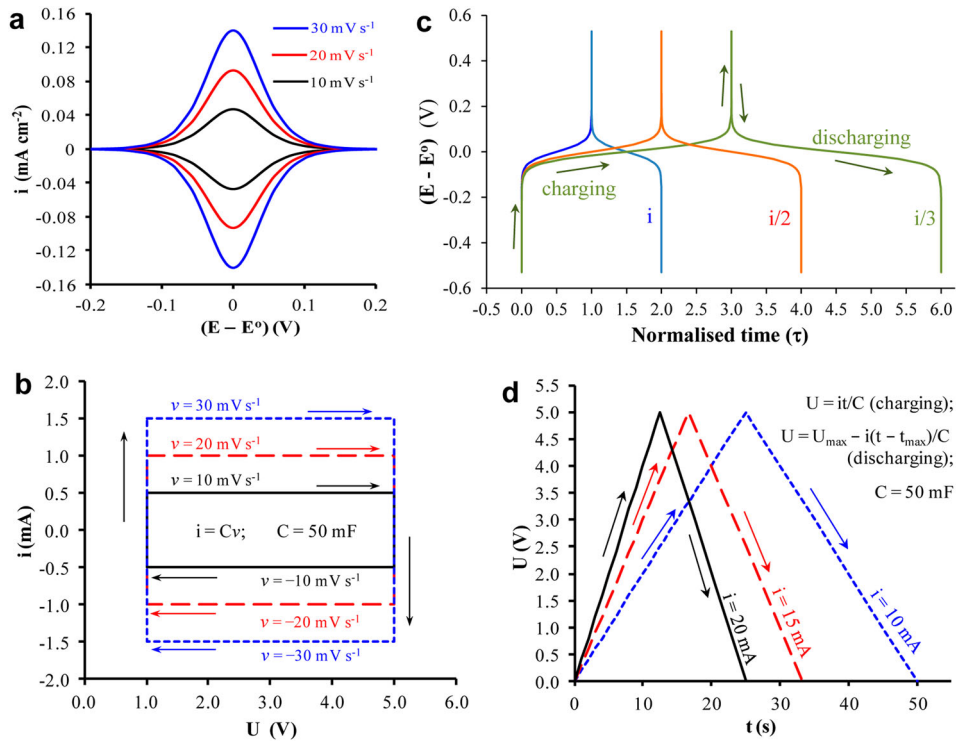 a
0.16
0.12
0.08
0.04
0
-0.04
-0.08
-0.12
-0.16
i (mA cm⁻²)
30 mV s⁻¹
20 mV s⁻¹
10 mV s⁻¹
-0.2 -0.1 0 0.1 0.2
(E – Eᵒ) (V)
c
0.6
0.4
0.2
0.0
-0.2
-0.4
-0.6
(E - Eᵒ) (V)
discharging
charging
i i/2 i/3
-0.5 0.0 0.5 1.0 1.5 2.0 2.5 3.0 3.5 4.0 4.5 5.0 5.5 6.0
Normalised time (τ)
b
2.0
1.5
1.0
0.5
0.0
-0.5
-1.0
-1.5
-2.0
i (mA)
v = 30 mV s⁻¹
v = 20 mV s⁻¹
v = 10 mV s⁻¹
i = Cv; C = 50 mF
v = −10 mV s⁻¹
v = −20 mV s⁻¹
v = −30 mV s⁻¹
0.0 1.0 2.0 3.0 4.0 5.0 6.0
U (V)
d
5.5
5.0
4.5
4.0
3.5
3.0
2.5
2.0
1.5
1.0
0.5
0.0
U (V)
U = it/C (charging);
U = Uₘₐₓ – i(t – tₘₐₓ)/C
(discharging);
C = 50 mF
i = 20 mA
i = 15 mA
i = 10 mA
0 10 20 30 40 50
t (s)